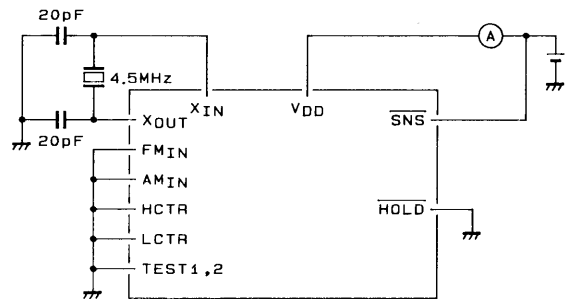 20pF
4.5MHz
20pF
XIN
VDD
A
XOUT
SNS
FMIN
AMIN
HCTR
HOLD
LCTR
TEST1,2